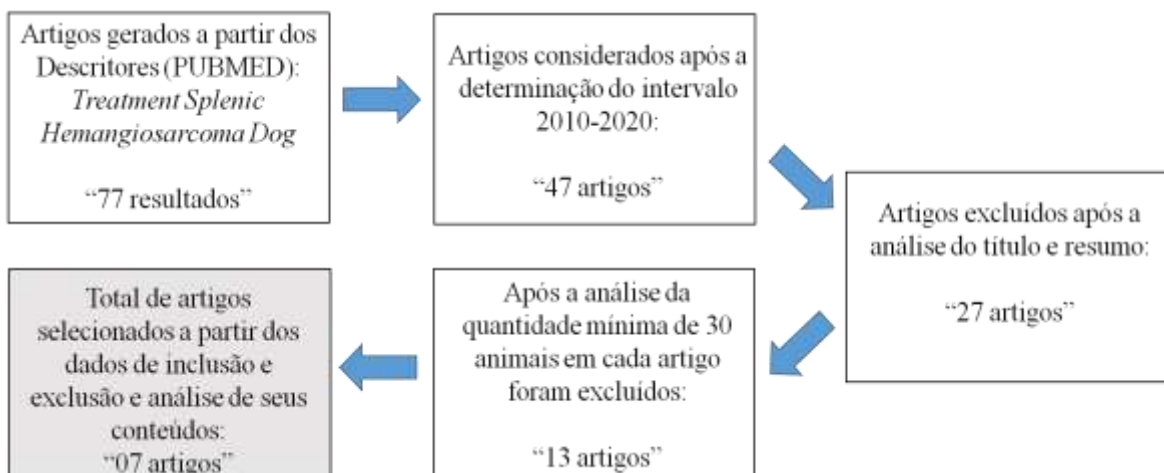 Artigos gerados a partir dos
Descritores (PUBMED):
Treatment Splenic
Hemangiosarcoma Dog
“77 resultados”
Artigos considerados após a
determinação do intervalo
2010-2020:
“47 artigos”
Artigos excluídos após a
análise do título e resumo:
“27 artigos”
Após a análise da
quantidade mínima de 30
animais em cada artigo
foram excluídos:
“13 artigos”
Total de artigos
selecionados a partir dos
dados de inclusão e
exclusão e análise de seus
conteúdos:
“07 artigos”